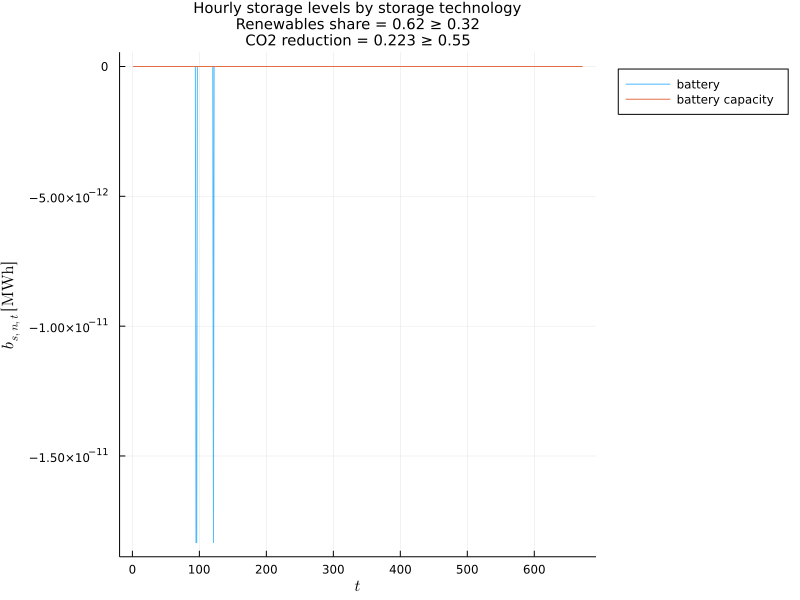 Hourly storage levels by storage technology
Renewables share = 0.62 ≥ 0.32
CO2 reduction = 0.223 ≥ 0.55
battery
battery capacity
0
−5.00×10⁻¹²
−1.00×10⁻¹¹
−1.50×10⁻¹¹
b_{s,n,t} [MWh]
0 100 200 300 400 500 600
t